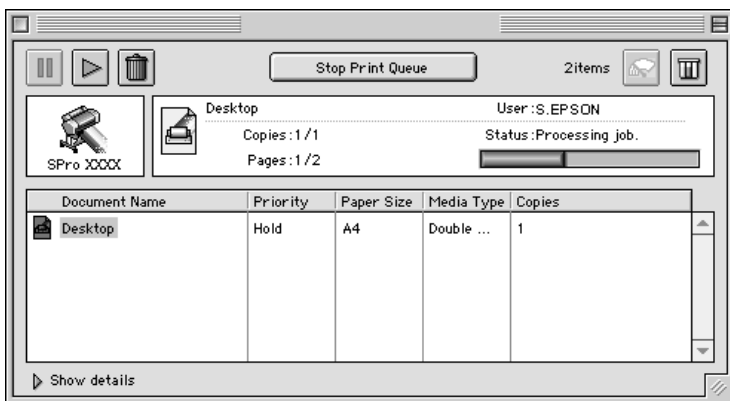 Stop Print Queue
2items
SPro XXXX
Desktop
User:S.EPSON
Copies:1/1
Status:Processing job.
Pages:1/2
Document Name Priority Paper Size Media Type Copies
Desktop Hold A4 Double ... 1
Show details